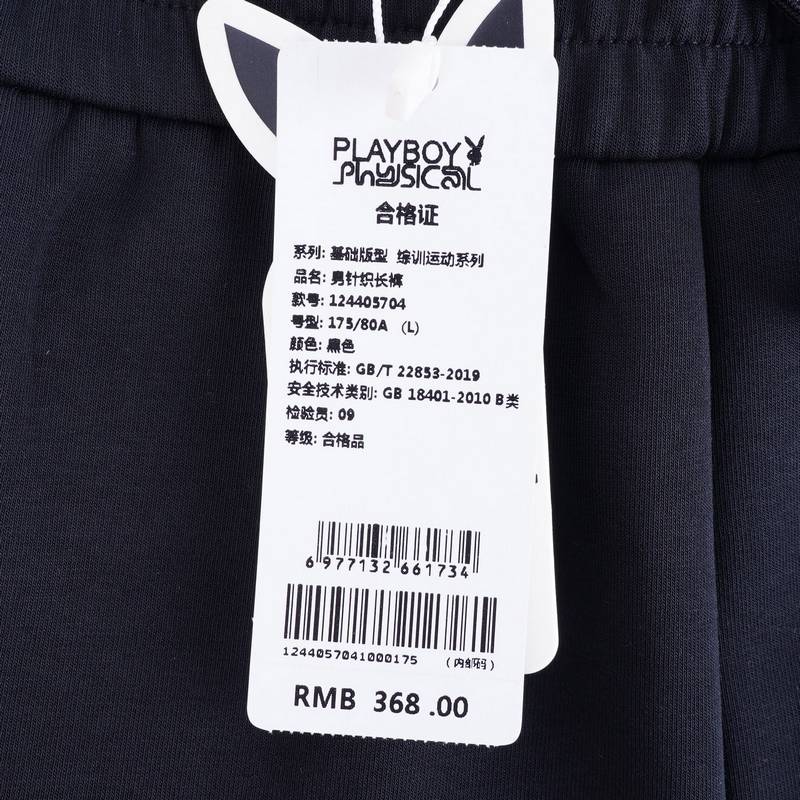 PLAYBOY
PhySICAL
合格证
系列: 基础版型 综训运动系列
品名: 男针织长裤
款号: 124405704
号型: 175/80A (L)
颜色: 黑色
执行标准: GB/T 22853-2019
安全技术类别: GB 18401-2010 B类
检验员: 09
等级: 合格品
6 977132 661734
1244057041000175 (内部码)
RMB 368.00